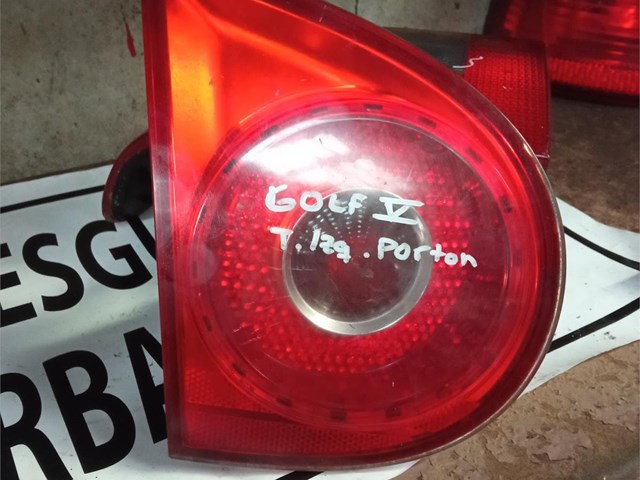 GOLF V
T. Izq. Porton
ESG
RBA